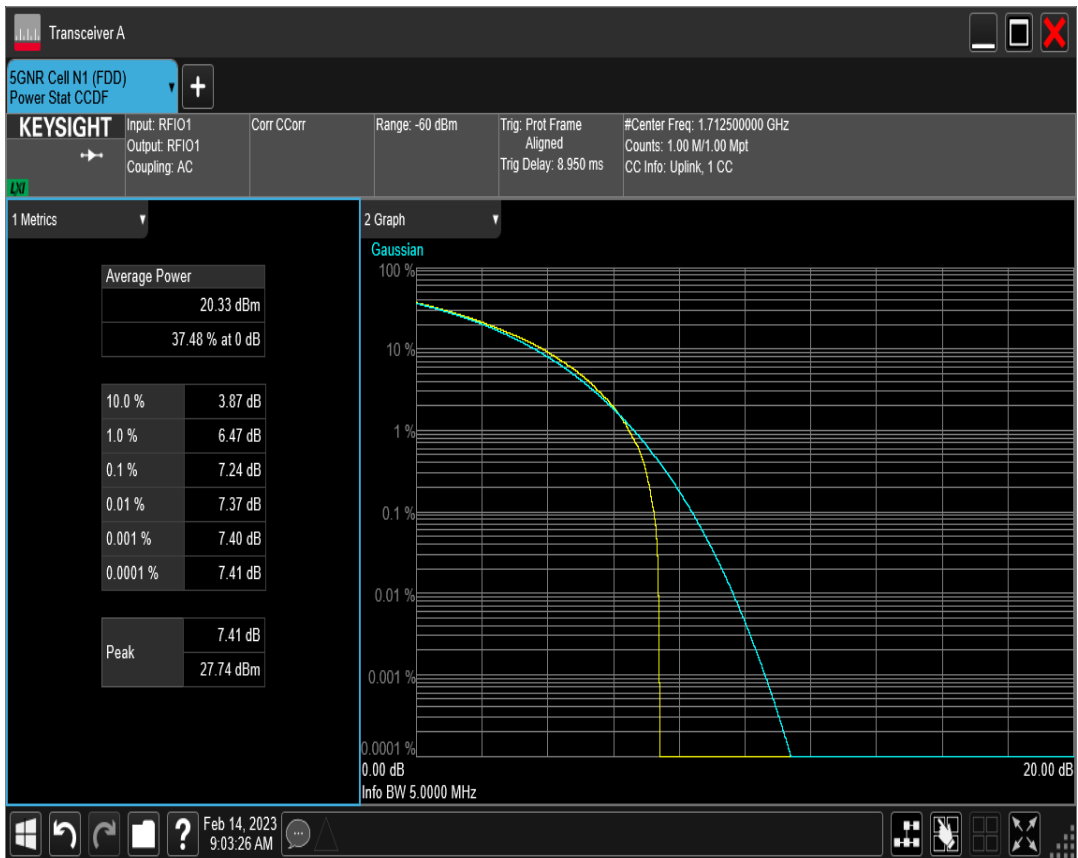 Transceiver A
5GNR Cell N1 (FDD)
Power Stat CCDF
+
KEYSIGHT
LXI
Input: RFIO1
Output: RFIO1
Coupling: AC
Corr CCorr
Range: -60 dBm
Trig: Prot Frame
Aligned
Trig Delay: 8.950 ms
#Center Freq: 1.712500000 GHz
Counts: 1.00 M/1.00 Mpt
CC Info: Uplink, 1 CC
1 Metrics
Average Power
20.33 dBm
37.48 % at 0 dB
10.0 % 3.87 dB
1.0 % 6.47 dB
0.1 % 7.24 dB
0.01 % 7.37 dB
0.001 % 7.40 dB
0.0001 % 7.41 dB
Peak
7.41 dB
27.74 dBm
2 Graph
Gaussian
100 %
10 %
1 %
0.1 %
0.01 %
0.001 %
0.0001 %
0.00 dB 20.00 dB
Info BW 5.0000 MHz
?
Feb 14, 2023
9:03:26 AM